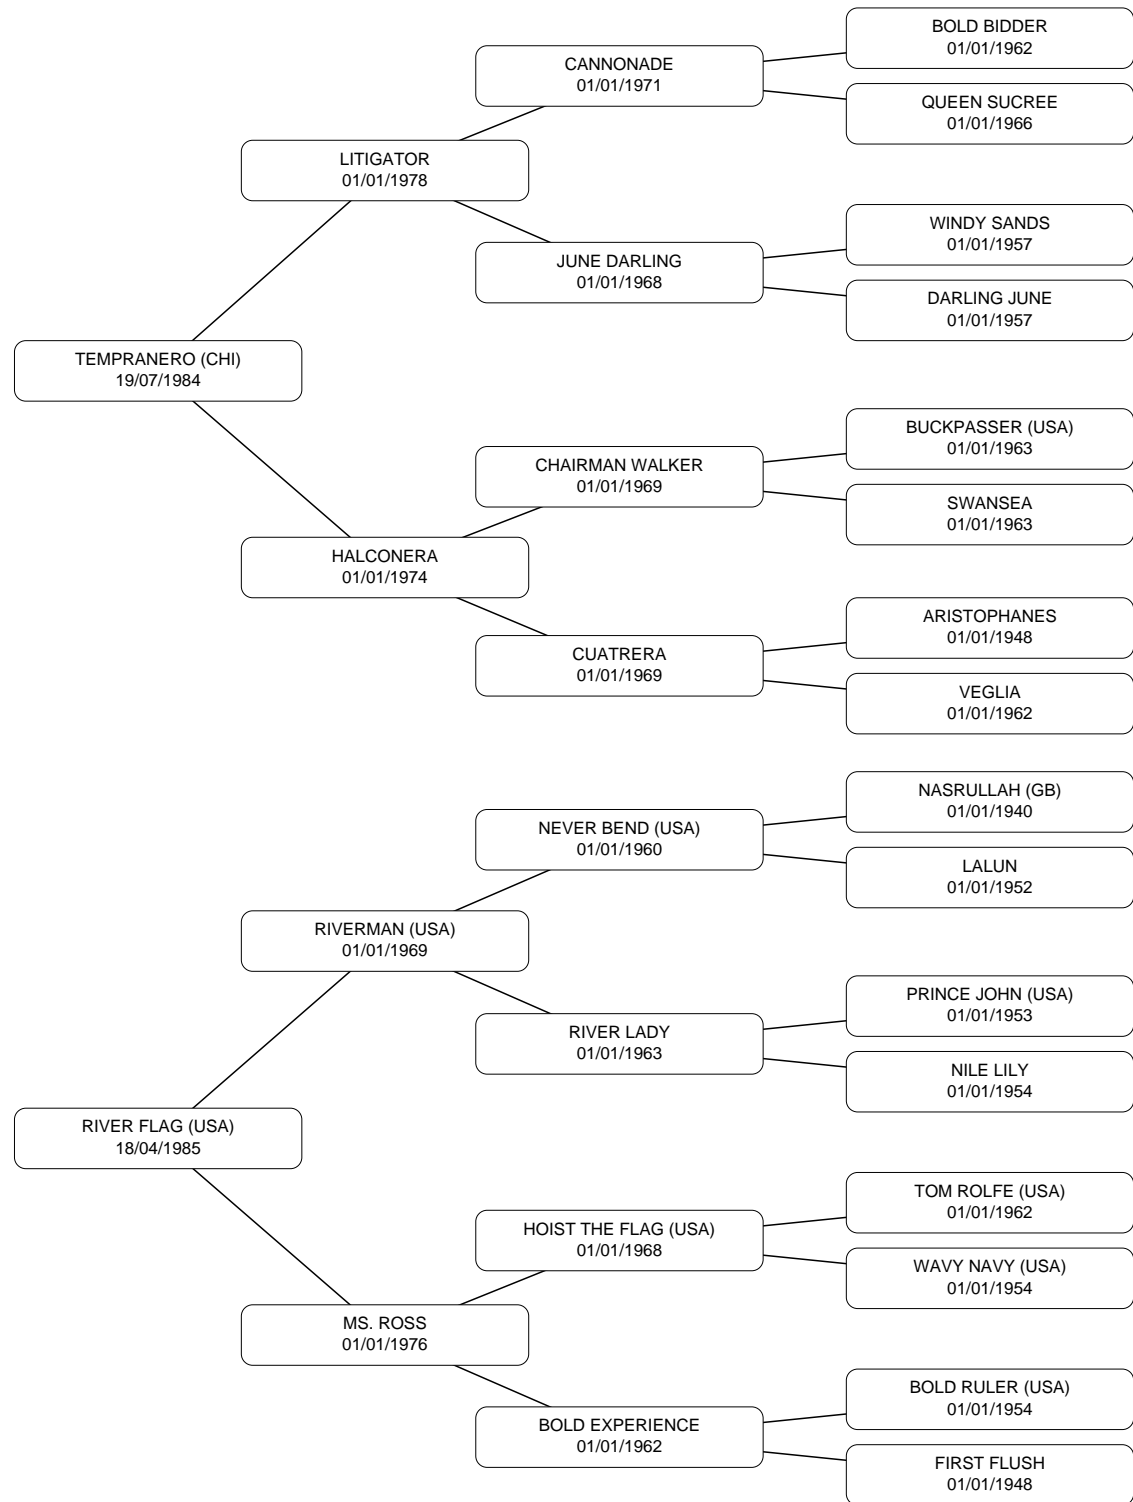 BOLD BIDDER
01/01/1962
CANNONADE
01/01/1971
QUEEN SUCREE
01/01/1966
LITIGATOR
01/01/1978
WINDY SANDS
01/01/1957
JUNE DARLING
01/01/1968
DARLING JUNE
01/01/1957
TEMPRANERO (CHI)
19/07/1984
BUCKPASSER (USA)
01/01/1963
CHAIRMAN WALKER
01/01/1969
SWANSEA
01/01/1963
HALCONERA
01/01/1974
ARISTOPHANES
01/01/1948
CUATRERA
01/01/1969
VEGLIA
01/01/1962
NASRULLAH (GB)
01/01/1940
NEVER BEND (USA)
01/01/1960
LALUN
01/01/1952
RIVERMAN (USA)
01/01/1969
PRINCE JOHN (USA)
01/01/1953
RIVER LADY
01/01/1963
NILE LILY
01/01/1954
RIVER FLAG (USA)
18/04/1985
TOM ROLFE (USA)
01/01/1962
HOIST THE FLAG (USA)
01/01/1968
WAVY NAVY (USA)
01/01/1954
MS. ROSS
01/01/1976
BOLD RULER (USA)
01/01/1954
BOLD EXPERIENCE
01/01/1962
FIRST FLUSH
01/01/1948